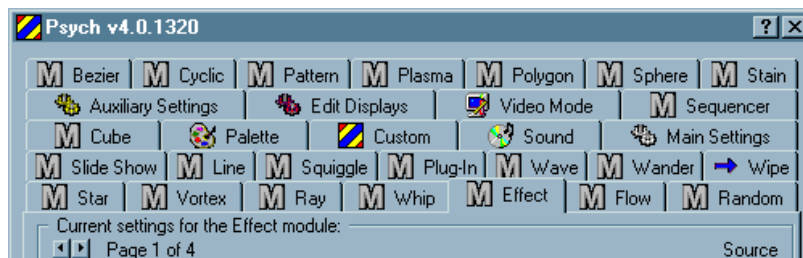 Psych v4.0.1320
Bezier Cyclic Pattern Plasma Polygon Sphere Stain
Auxiliary Settings Edit Displays Video Mode Sequencer
Cube Palette Custom Sound Main Settings
Slide Show Line Squiggle Plug-In Wave Wander Wipe
Star Vortex Ray Whip Effect Flow Random
Current settings for the Effect module:
Page 1 of 4 Source